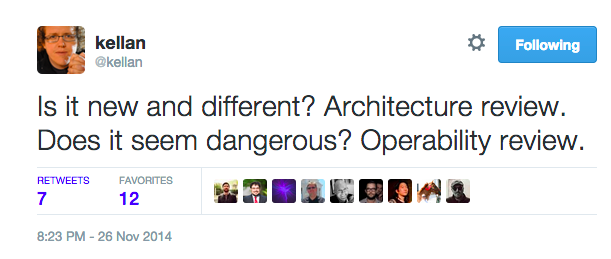 kellan
@kellan
Following
Is it new and different? Architecture review.
Does it seem dangerous? Operability review.
RETWEETS
7
FAVORITES
12
8:23 PM - 26 Nov 2014